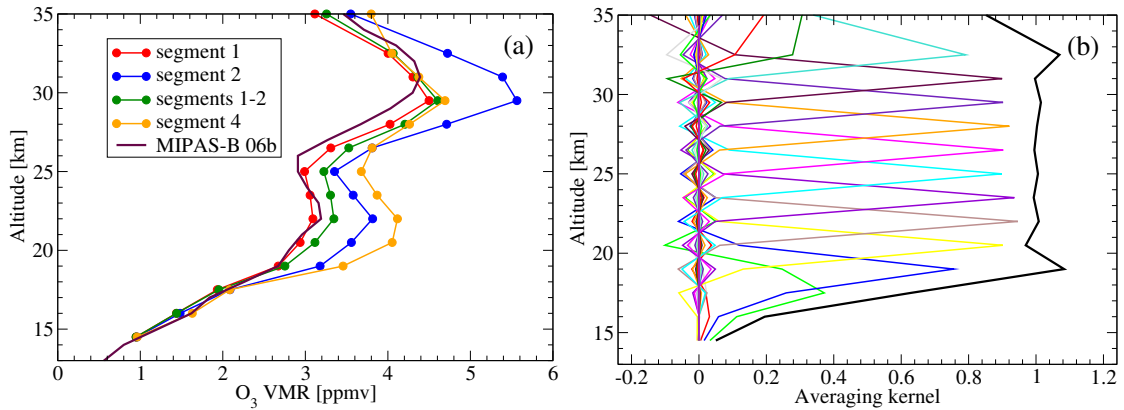 35
30
25
20
15
0
1
2
3
4
5
6
Altitude [km]
O3 VMR [ppmv]
(a)
segment 1
segment 2
segments 1-2
segment 4
MIPAS-B 06b
35
30
25
20
15
-0.2
0
0.2
0.4
0.6
0.8
1
1.2
Altitude [km]
Averaging kernel
(b)